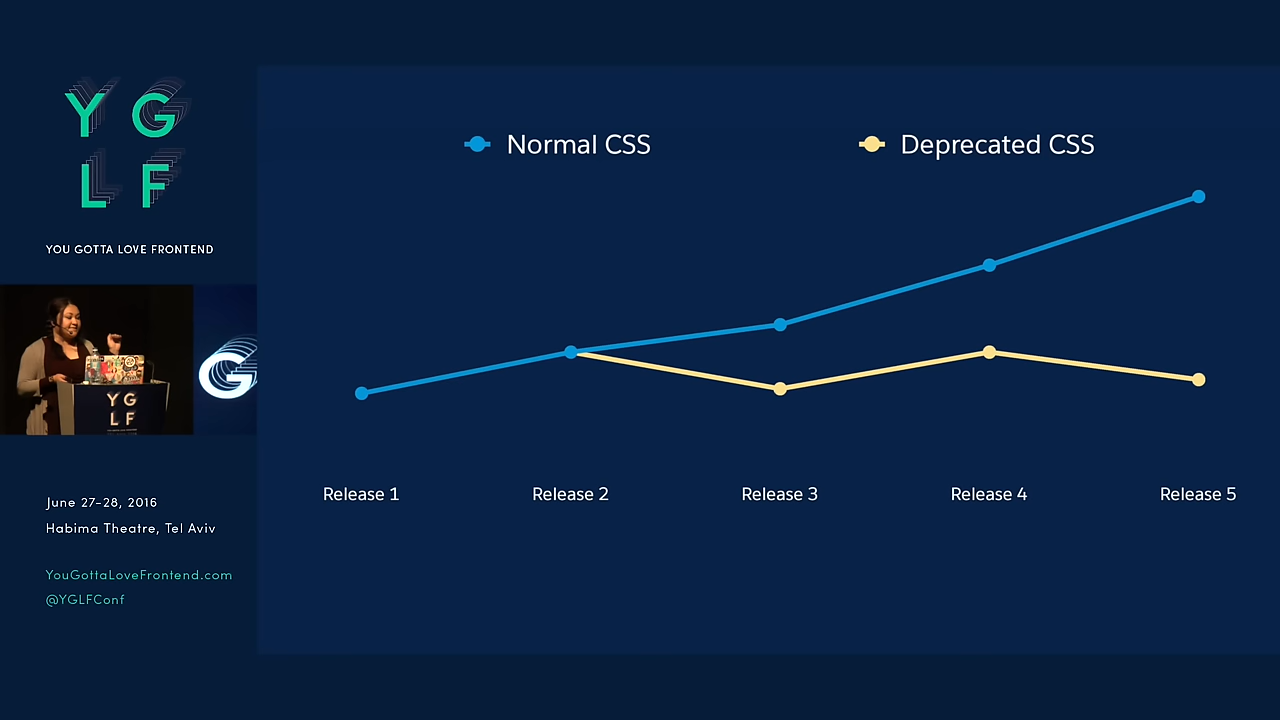 Y G
L F
YOU GOTTA LOVE FRONTEND
G
Y G
L F
June 27-28, 2016
Habima Theatre, Tel Aviv
YouGottaLoveFrontend.com
@YGLFConf
Normal CSS
Deprecated CSS
Release 1
Release 2
Release 3
Release 4
Release 5